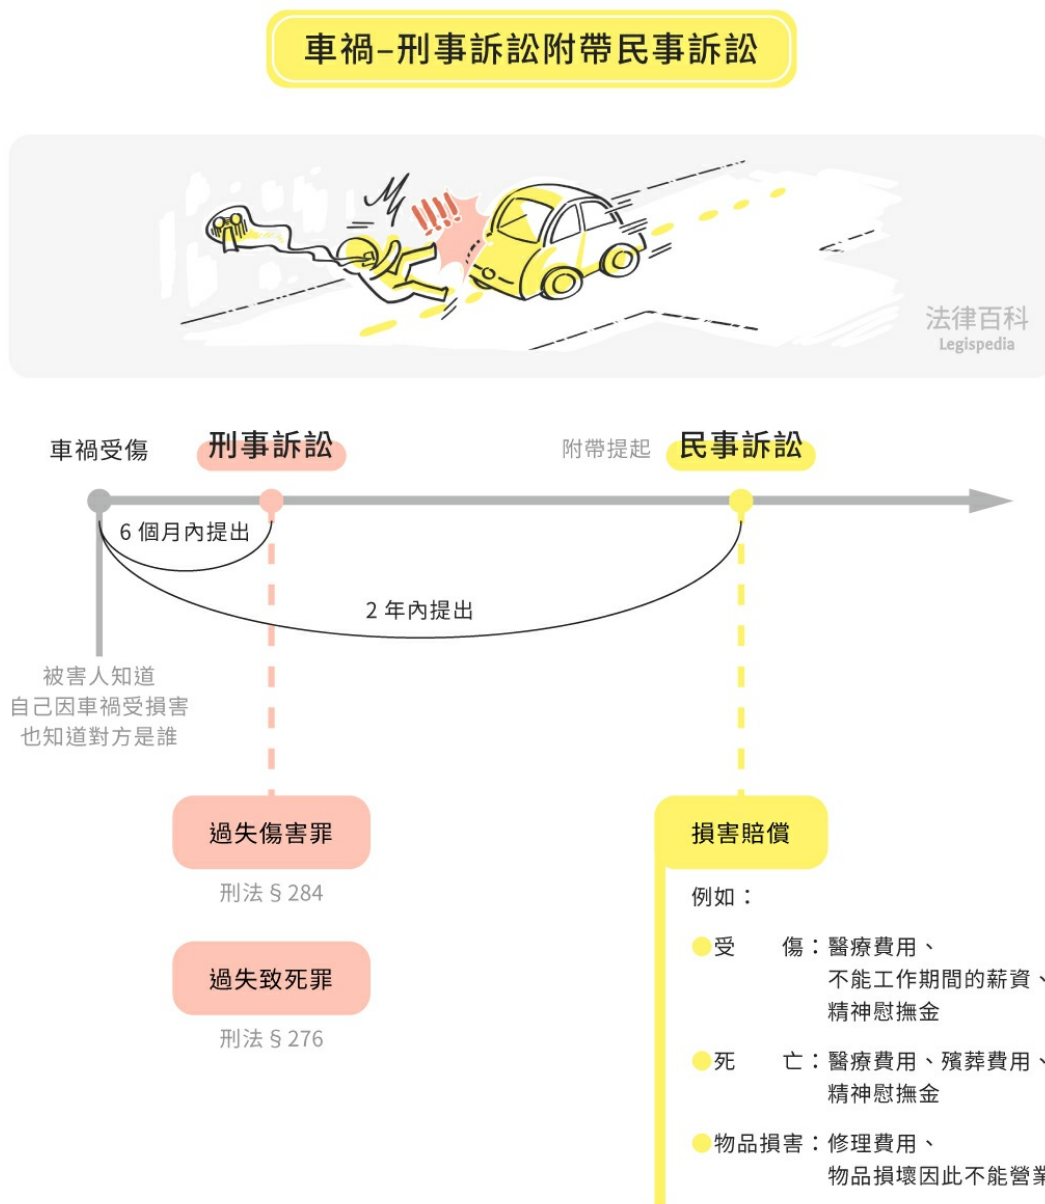 車禍–刑事訴訟附帶民事訴訟
法律百科
Legispedia
車禍受傷
刑事訴訟
附帶提起
民事訴訟
6 個月內提出
2 年內提出
被害人知道
自己因車禍受損害
也知道對方是誰
過失傷害罪
刑法 § 284
過失致死罪
刑法 § 276
損害賠償
例如：
受　　傷：醫療費用、
不能工作期間的薪資、
精神慰撫金
死　　亡：醫療費用、殯葬費用、
精神慰撫金
物品損害：修理費用、
物品損壞因此不能營業